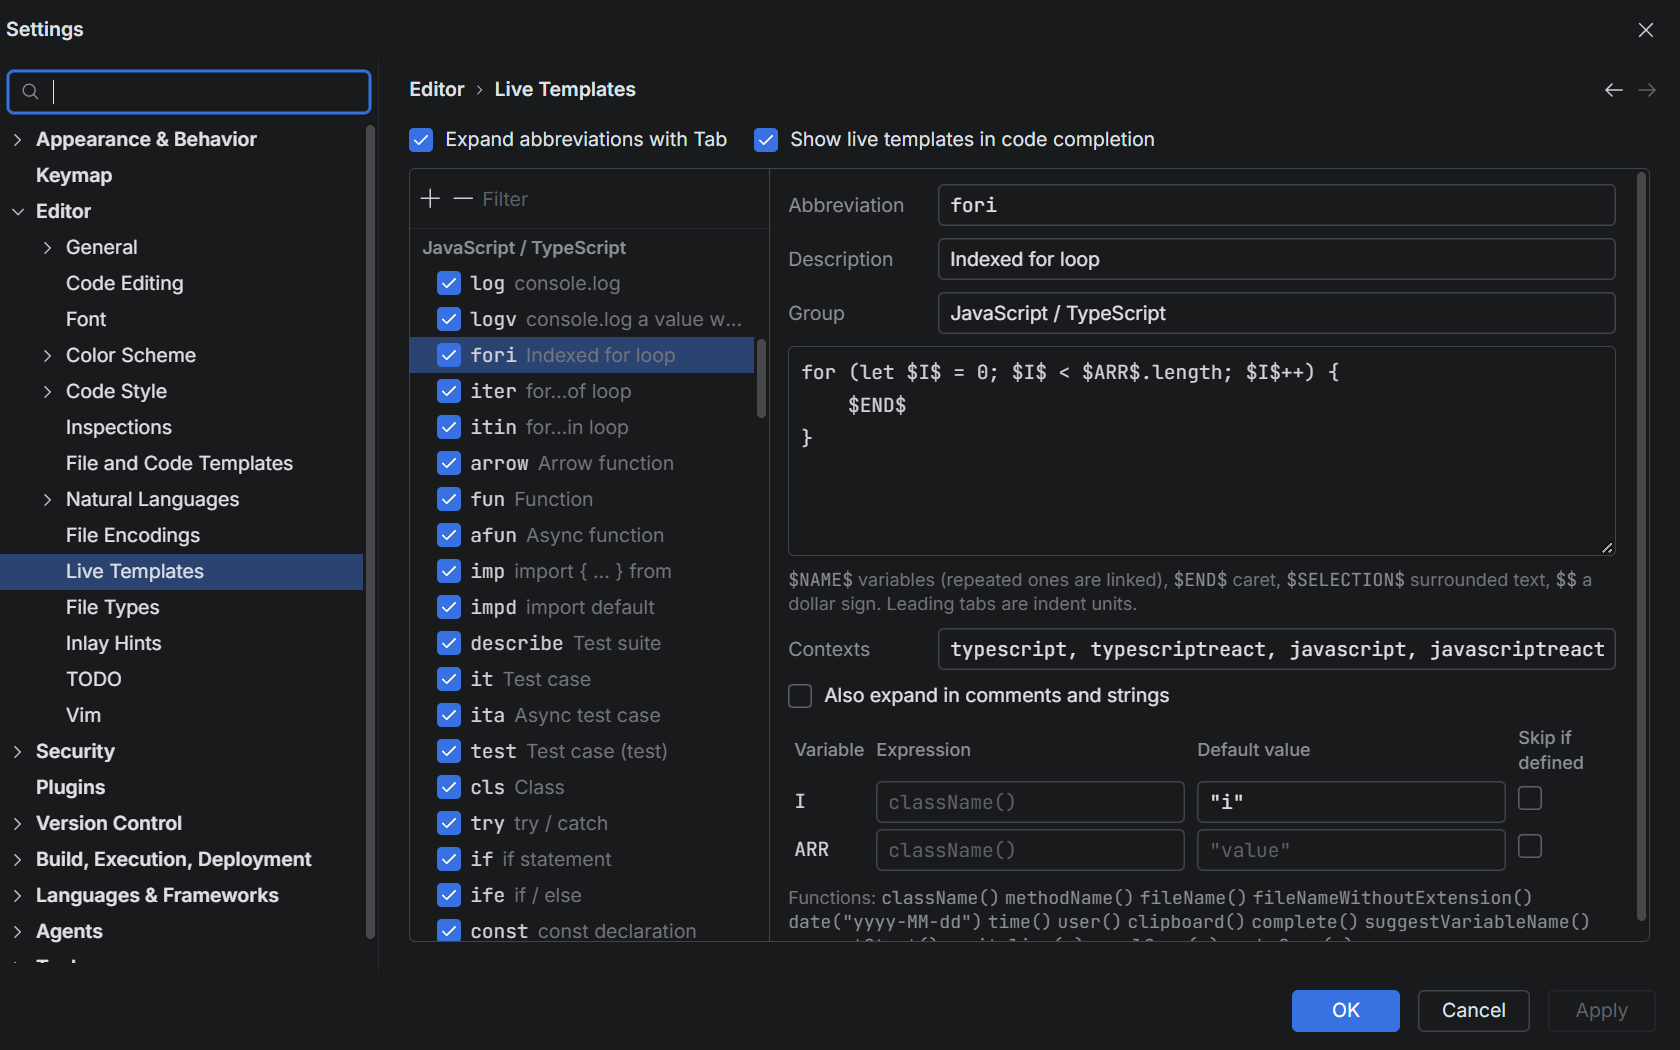 Settings
Appearance & Behavior
Keymap
Editor
General
Code Editing
Font
Color Scheme
Code Style
Inspections
File and Code Templates
Natural Languages
File Encodings
Live Templates
File Types
Inlay Hints
TODO
Vim
Security
Plugins
Version Control
Build, Execution, Deployment
Languages & Frameworks
Agents
Editor › Live Templates
Expand abbreviations with Tab
Show live templates in code completion
Filter
JavaScript / TypeScript
log console.log
logv console.log a value w...
fori Indexed for loop
iter for...of loop
itin for...in loop
arrow Arrow function
fun Function
afun Async function
imp import { ... } from
impd import default
describe Test suite
it Test case
ita Async test case
test Test case (test)
cls Class
try try / catch
if if statement
ife if / else
const const declaration
Abbreviation fori
Description Indexed for loop
Group JavaScript / TypeScript
for (let $I$ = 0; $I$ < $ARR$.length; $I$++) {
    $END$
}
$NAME$ variables (repeated ones are linked), $END$ caret, $SELECTION$ surrounded text, $$ a
dollar sign. Leading tabs are indent units.
Contexts typescript, typescriptreact, javascript, javascriptreact
Also expand in comments and strings
Variable Expression Default value Skip if
defined
I className() "i"
ARR className() "value"
Functions: className() methodName() fileName() fileNameWithoutExtension()
date("yyyy-MM-dd") time() user() clipboard() complete() suggestVariableName()
OK Cancel Apply